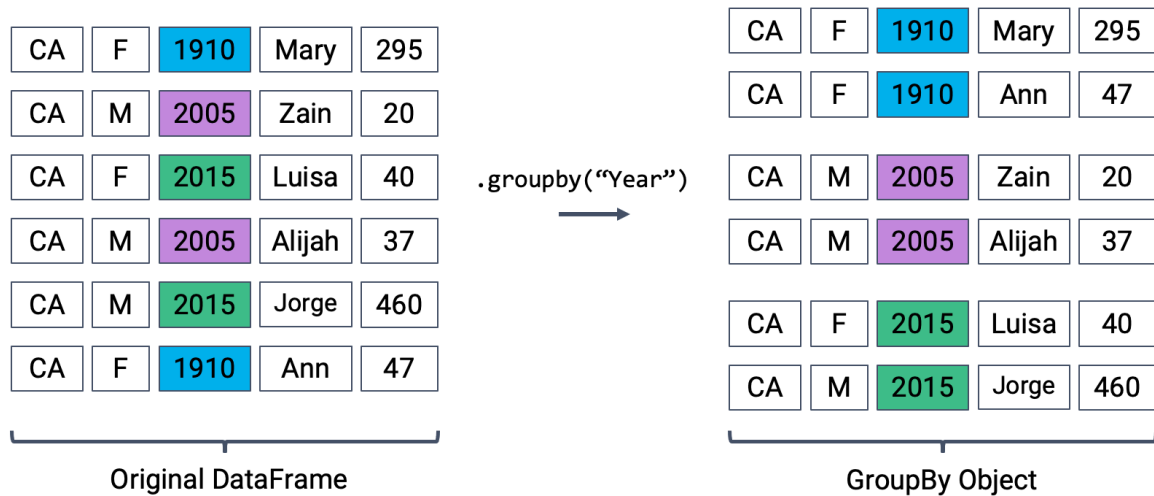 CA F 1910 Mary 295
CA M 2005 Zain 20
CA F 2015 Luisa 40
CA M 2005 Alijah 37
CA M 2015 Jorge 460
CA F 1910 Ann 47
Original DataFrame
.groupby(“Year”)
CA F 1910 Mary 295
CA F 1910 Ann 47
CA M 2005 Zain 20
CA M 2005 Alijah 37
CA F 2015 Luisa 40
CA M 2015 Jorge 460
GroupBy Object